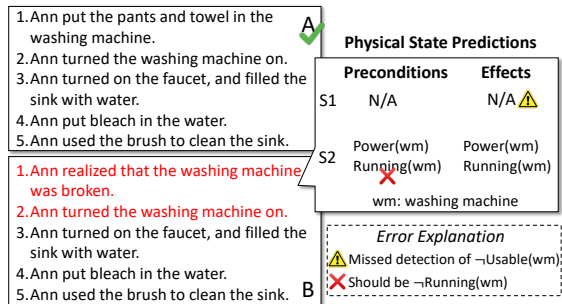 1.Ann put the pants and towel in the
washing machine.
2.Ann turned the washing machine on.
3.Ann turned on the faucet, and filled the
sink with water.
4.Ann put bleach in the water.
5.Ann used the brush to clean the sink.
A
1.Ann realized that the washing machine
was broken.
2.Ann turned the washing machine on.
3.Ann turned on the faucet, and filled the
sink with water.
4.Ann put bleach in the water.
5.Ann used the brush to clean the sink.
B
Physical State Predictions
Preconditions Effects
S1 N/A N/A
S2 Power(wm) Power(wm)
Running(wm) Running(wm)
wm: washing machine
Error Explanation
Missed detection of ¬Usable(wm)
Should be ¬Running(wm)